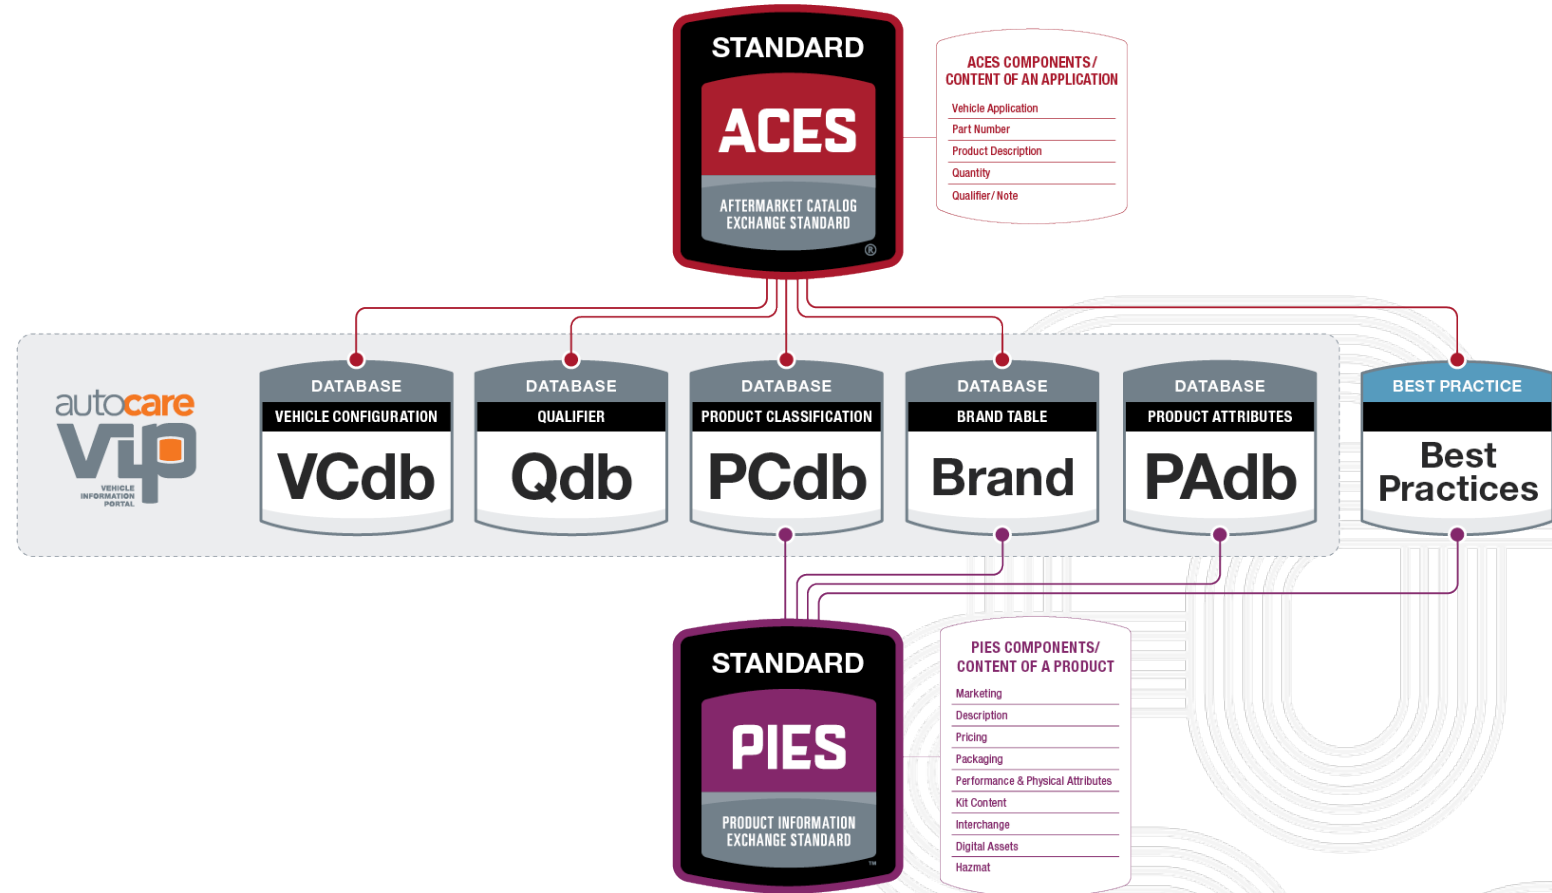 STANDARD
ACES
AFTERMARKET CATALOG
EXCHANGE STANDARD
®
ACES COMPONENTS/
CONTENT OF AN APPLICATION
Vehicle Application
Part Number
Product Description
Quantity
Qualifier/ Note
autocare
vip
VEHICLE
INFORMATION
PORTAL
DATABASE
VEHICLE CONFIGURATION
VCdb
DATABASE
QUALIFIER
Qdb
DATABASE
PRODUCT CLASSIFICATION
PCdb
DATABASE
BRAND TABLE
Brand
DATABASE
PRODUCT ATTRIBUTES
PAdb
BEST PRACTICE
Best
Practices
STANDARD
PIES
PRODUCT INFORMATION
EXCHANGE STANDARD
™
PIES COMPONENTS/
CONTENT OF A PRODUCT
Marketing
Description
Pricing
Packaging
Performance & Physical Attributes
Kit Content
Interchange
Digital Assets
Hazmat